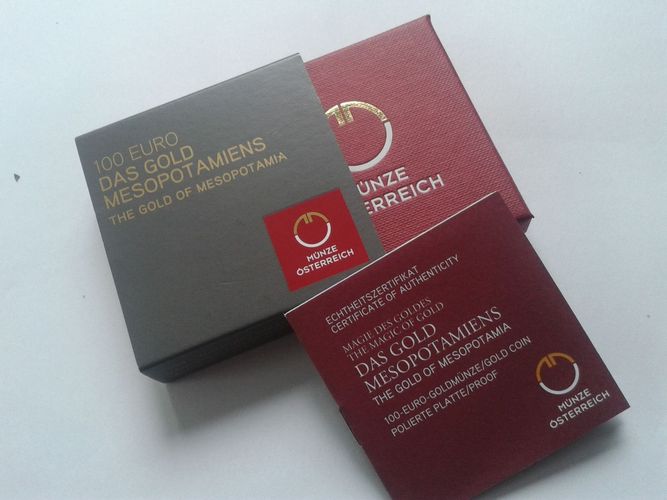 100 EURO
DAS GOLD
MESOPOTAMIENS
THE GOLD OF MESOPOTAMIA
MÜNZE
ÖSTERREICH
MÜNZE
ERREICH
ECHTHEITSZERTIFIKAT
CERTIFICATE OF AUTHENTICITY
MAGIE DES GOLDES
THE MAGIC OF GOLD
DAS GOLD
MESOPOTAMIENS
THE GOLD OF MESOPOTAMIA
100-EURO-GOLDMÜNZE/GOLD COIN
POLIERTE PLATTE/PROOF
MÜNZE
ÖSTERREICH